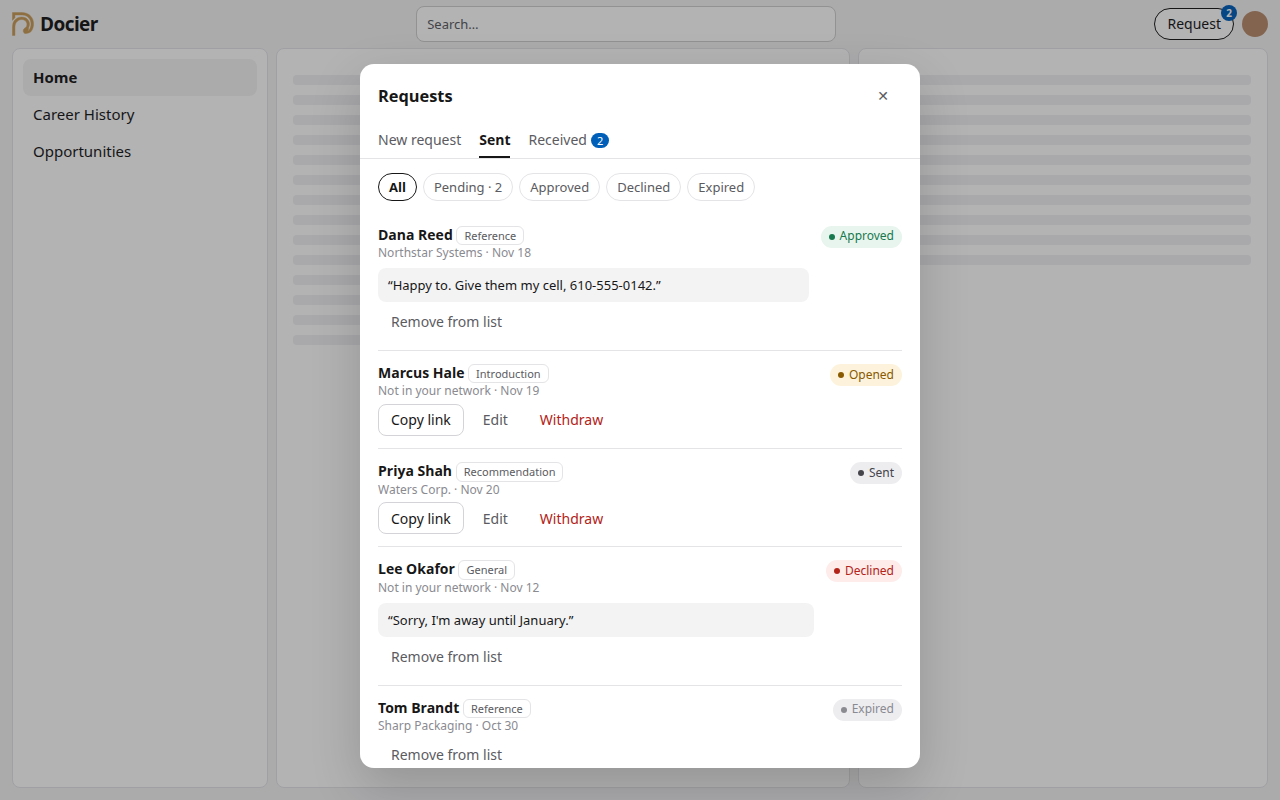 Docier
Search...
Request
2
Home
Career History
Opportunities
Requests
×
New request
Sent
Received 2
All
Pending · 2
Approved
Declined
Expired
Dana Reed Reference
Approved
Northstar Systems · Nov 18
“Happy to. Give them my cell, 610-555-0142.”
Remove from list
Marcus Hale Introduction
Opened
Not in your network · Nov 19
Copy link
Edit
Withdraw
Priya Shah Recommendation
Sent
Waters Corp. · Nov 20
Copy link
Edit
Withdraw
Lee Okafor General
Declined
Not in your network · Nov 12
“Sorry, I'm away until January.”
Remove from list
Tom Brandt Reference
Expired
Sharp Packaging · Oct 30
Remove from list